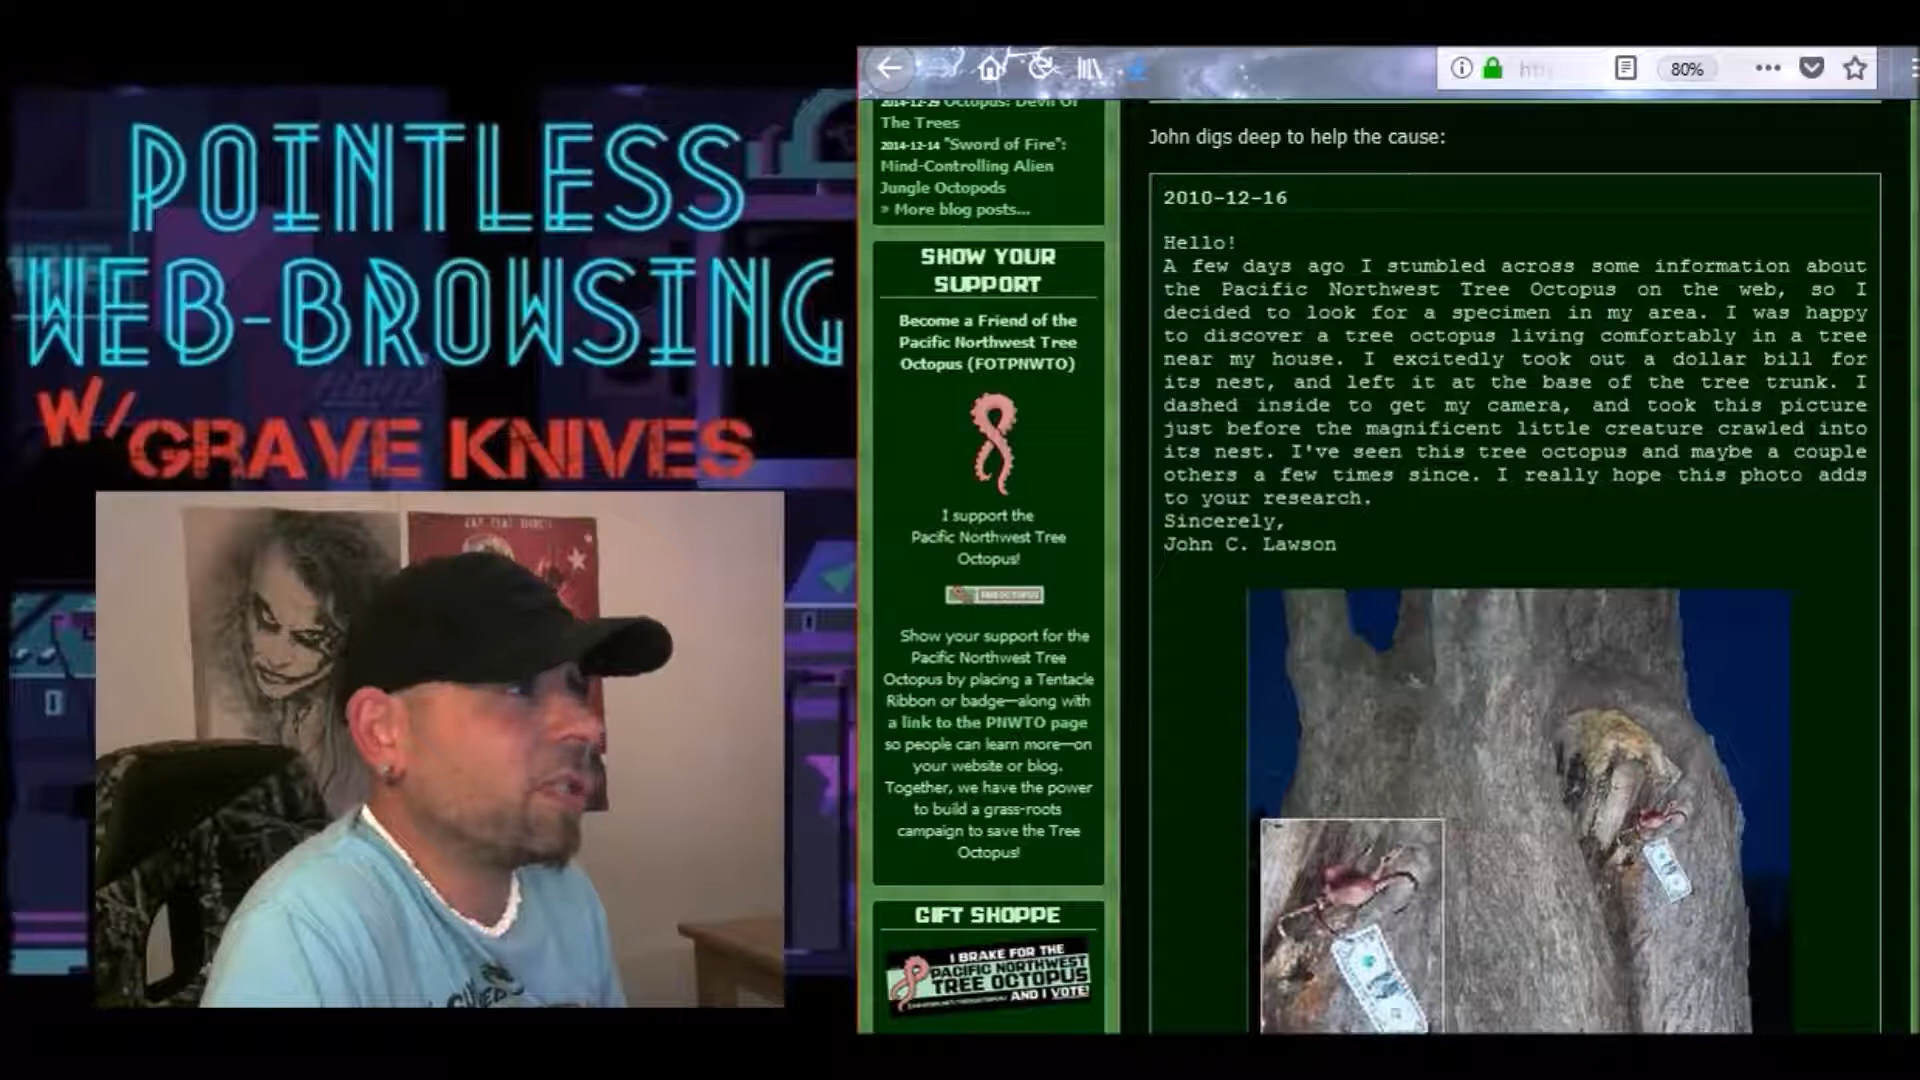 POINTLESS
WEB-BROWSING
W/ GRAVE KNIVES
80%
2014-12-29 Octopus: Devil Of
The Trees
2014-12-14 "Sword of Fire":
Mind-Controlling Alien
Jungle Octopods
» More blog posts...
SHOW YOUR
SUPPORT
Become a Friend of the
Pacific Northwest Tree
Octopus (FOTPNWTO)
I support the
Pacific Northwest Tree
Octopus!
Show your support for the
Pacific Northwest Tree
Octopus by placing a Tentacle
Ribbon or badge—along with
a link to the PNWTO page
so people can learn more—on
your website or blog.
Together, we have the power
to build a grass-roots
campaign to save the Tree
Octopus!
GIFT SHOPPE
I BRAKE FOR THE
PACIFIC NORTHWEST
TREE OCTOPUS
AND I VOTE!
John digs deep to help the cause:
2010-12-16
Hello!
A few days ago I stumbled across some information about
the Pacific Northwest Tree Octopus on the web, so I
decided to look for a specimen in my area. I was happy
to discover a tree octopus living comfortably in a tree
near my house. I excitedly took out a dollar bill for
its nest, and left it at the base of the tree trunk. I
dashed inside to get my camera, and took this picture
just before the magnificent little creature crawled into
its nest. I've seen this tree octopus and maybe a couple
others a few times since. I really hope this photo adds
to your research.
Sincerely,
John C. Lawson